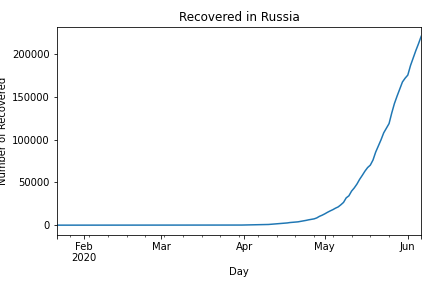 Recovered in Russia
Number of Recovered
200000
150000
100000
50000
0
Feb
2020
Mar
Apr
May
Jun
Day